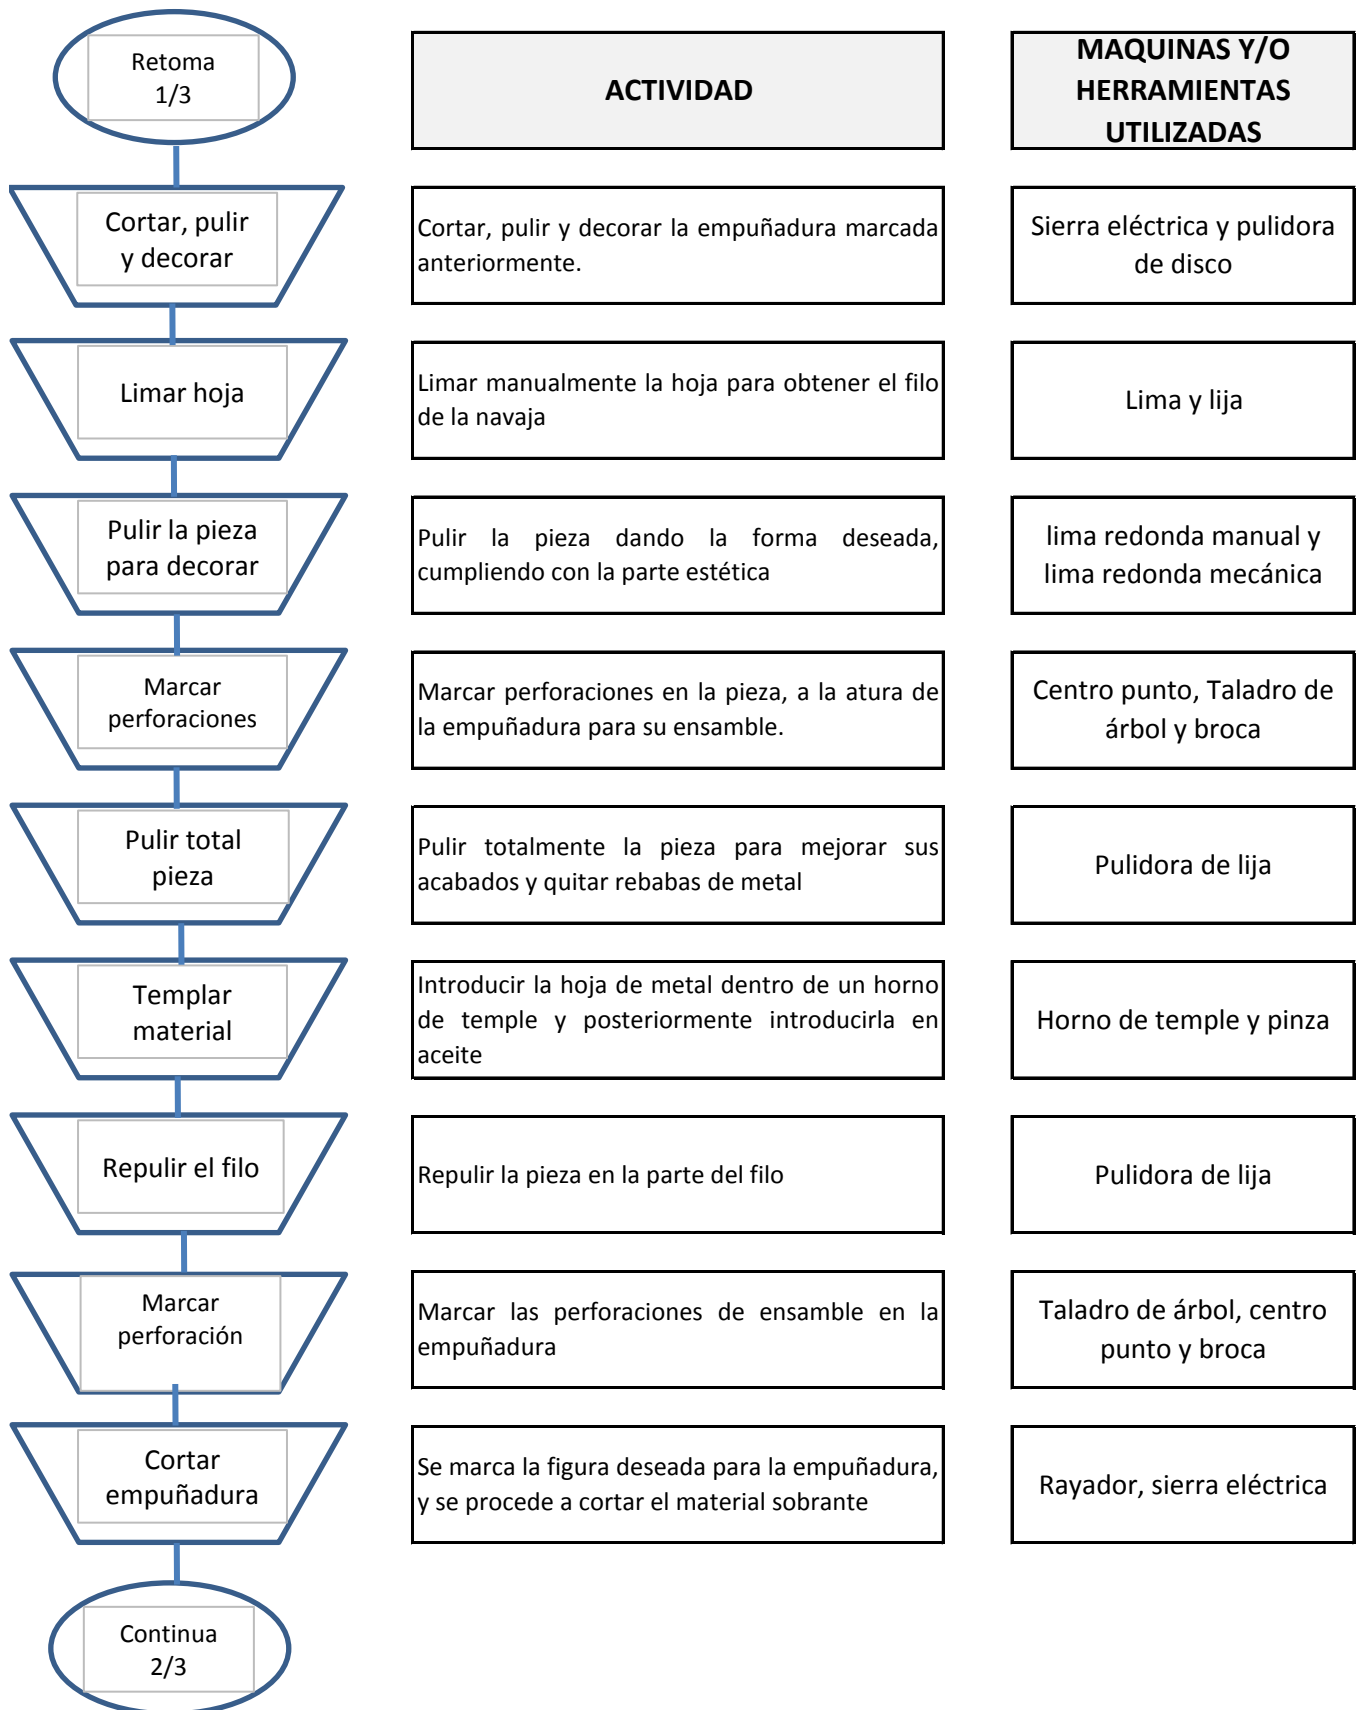 Retoma
1/3
ACTIVIDAD
MAQUINAS Y/O
HERRAMIENTAS
UTILIZADAS
Cortar, pulir
y decorar
Cortar, pulir y decorar la empuñadura marcada
anteriormente.
Sierra eléctrica y pulidora
de disco
Limar hoja
Limar manualmente la hoja para obtener el filo
de la navaja
Lima y lija
Pulir la pieza
para decorar
Pulir la pieza dando la forma deseada,
cumpliendo con la parte estética
lima redonda manual y
lima redonda mecánica
Marcar
perforaciones
Marcar perforaciones en la pieza, a la atura de
la empuñadura para su ensamble.
Centro punto, Taladro de
árbol y broca
Pulir total
pieza
Pulir totalmente la pieza para mejorar sus
acabados y quitar rebabas de metal
Pulidora de lija
Templar
material
Introducir la hoja de metal dentro de un horno
de temple y posteriormente introducirla en
aceite
Horno de temple y pinza
Repulir el filo
Repulir la pieza en la parte del filo
Pulidora de lija
Marcar
perforación
Marcar las perforaciones de ensamble en la
empuñadura
Taladro de árbol, centro
punto y broca
Cortar
empuñadura
Se marca la figura deseada para la empuñadura,
y se procede a cortar el material sobrante
Rayador, sierra eléctrica
Continua
2/3